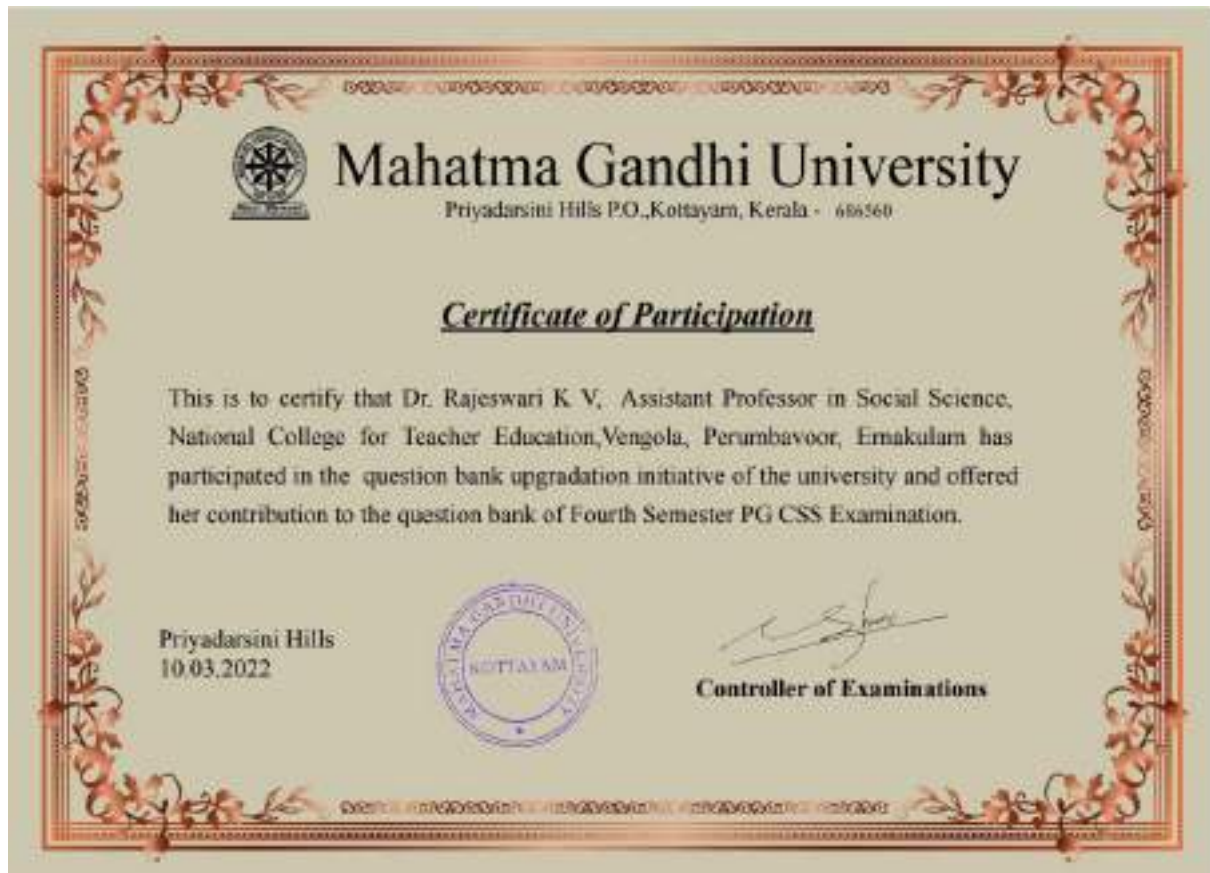 Mahatma Gandhi University
Priyadarsini Hills P.O.,Kottayam, Kerala - 686560
Certificate of Participation
This is to certify that Dr. Rajeswari K V, Assistant Professor in Social Science,
National College for Teacher Education,Vengola, Perumbavoor, Ernakulam has
participated in the question bank upgradation initiative of the university and offered
her contribution to the question bank of Fourth Semester PG CSS Examination.
Priyadarsini Hills
10.03.2022
MAHATMA GANDHI UNIVERSITY
KOTTAYAM
Controller of Examinations